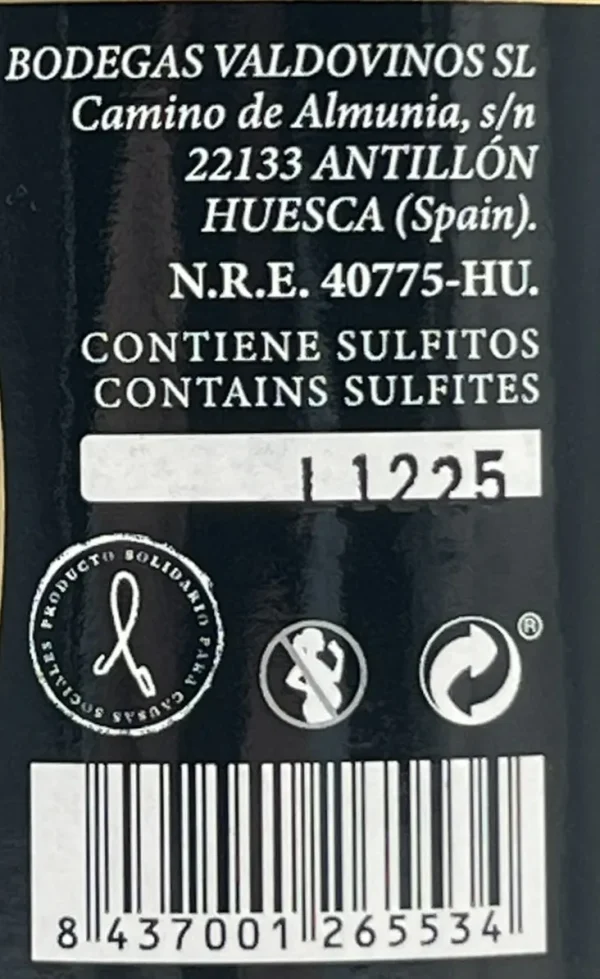 BODEGAS VALDOVINOS SL
Camino de Almunia, s/n
22133 ANTILLÓN
HUESCA (Spain).
N.R.E. 40775-HU.
CONTIENE SULFITOS
CONTAINS SULFITES
L1225
PRODUCTO SOLIDARIO PARA CAUSAS SOCIALES
®
8 437001 265534